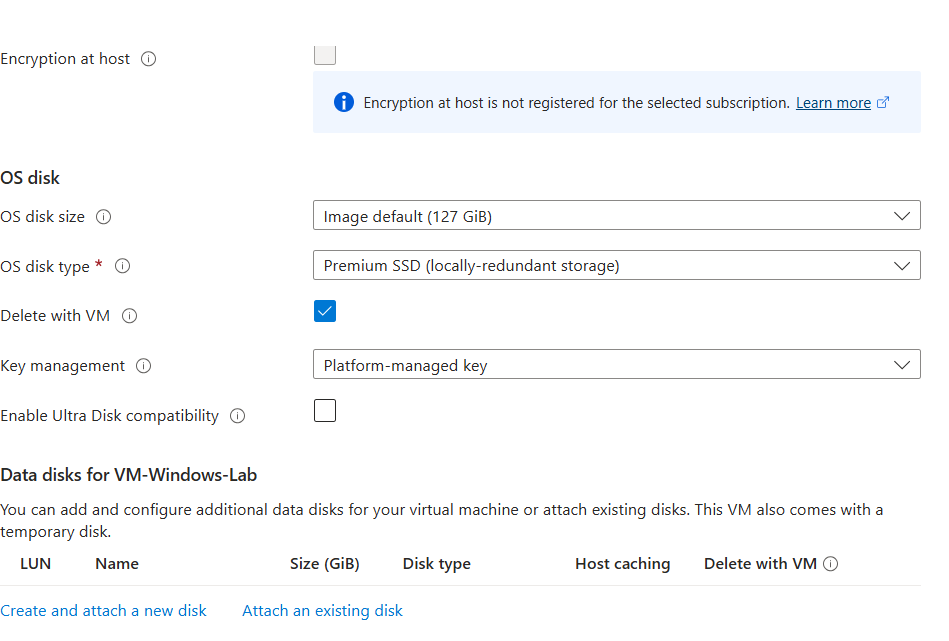 Encryption at host
Encryption at host is not registered for the selected subscription. Learn more
OS disk
OS disk size
Image default (127 GiB)
OS disk type *
Premium SSD (locally-redundant storage)
Delete with VM
Key management
Platform-managed key
Enable Ultra Disk compatibility
Data disks for VM-Windows-Lab
You can add and configure additional data disks for your virtual machine or attach existing disks. This VM also comes with a
temporary disk.
LUN Name Size (GiB) Disk type Host caching Delete with VM
Create and attach a new disk Attach an existing disk